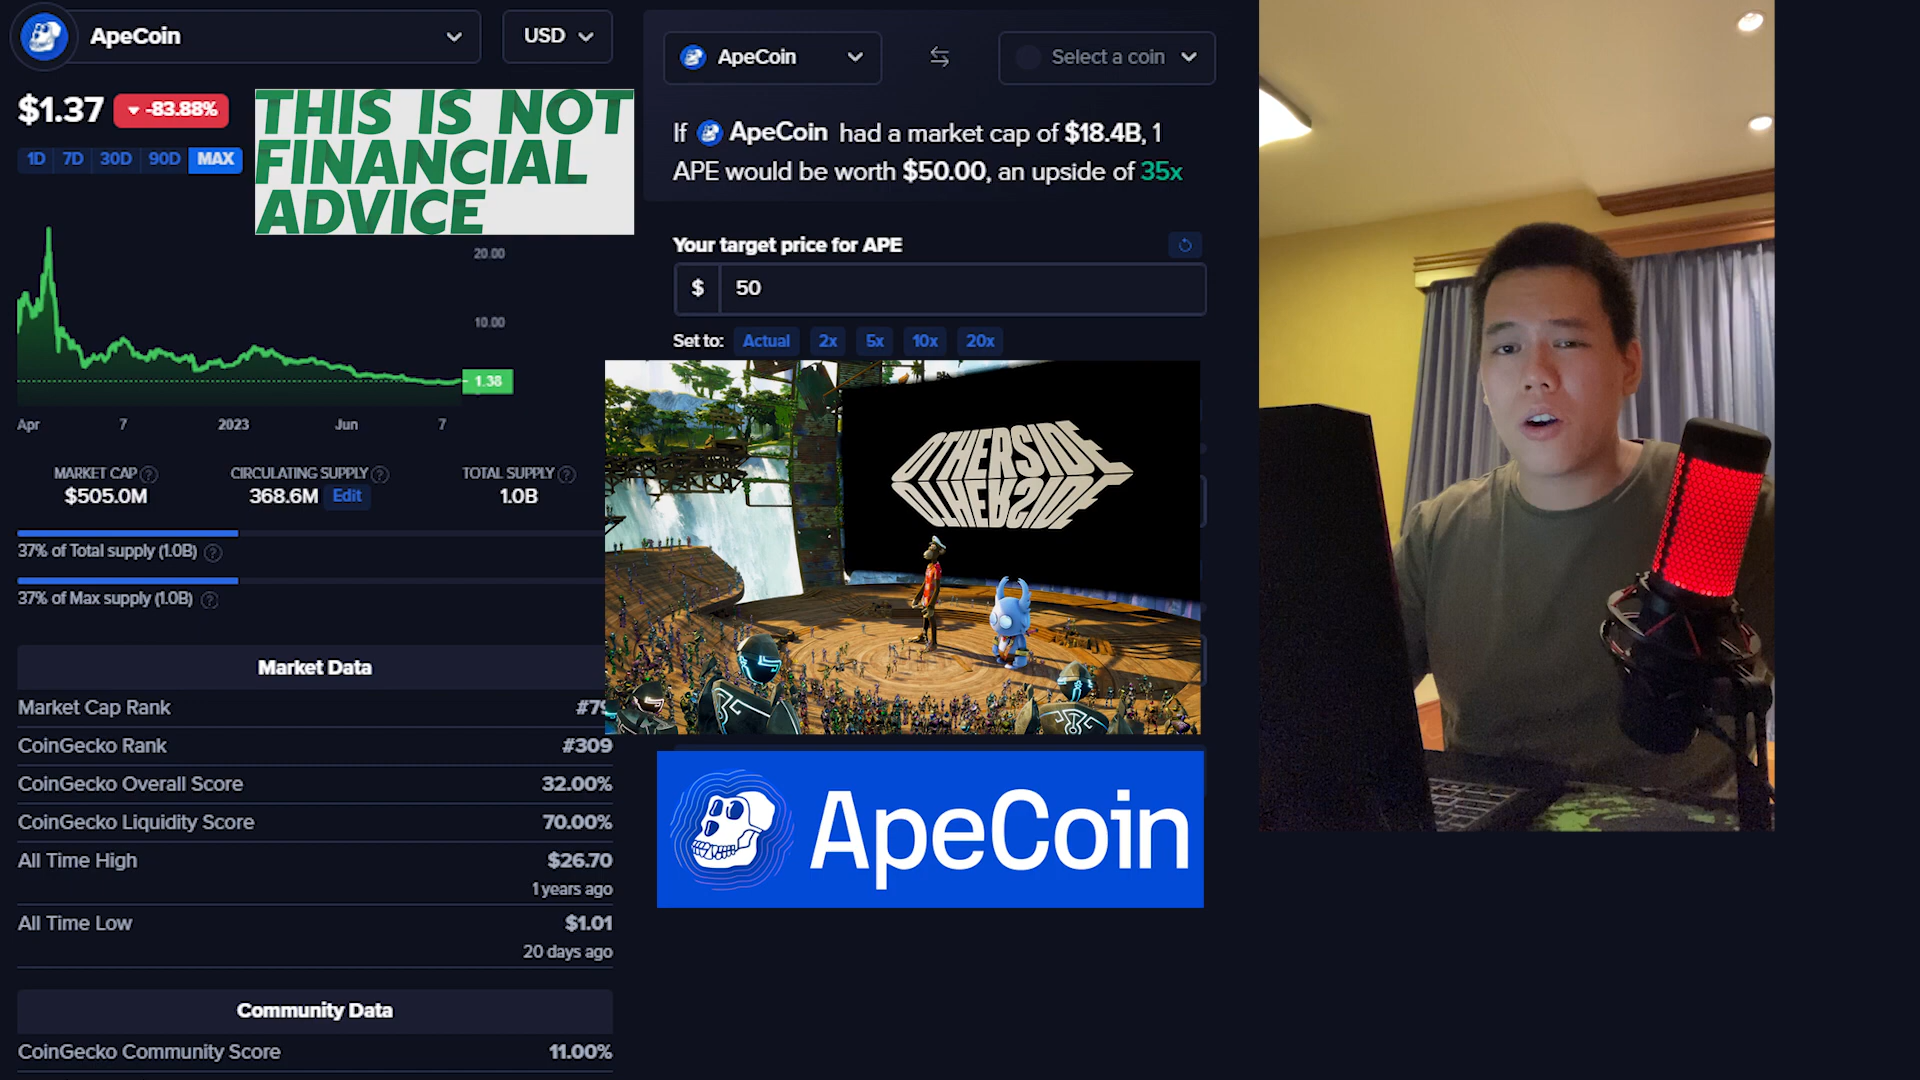 ApeCoin
USD
$1.37
-83.88%
1D 7D 30D 90D MAX
THIS IS NOT
FINANCIAL
ADVICE
20.00
10.00
1.38
Apr 7 2023 Jun 7
MARKET CAP ?
$505.0M
CIRCULATING SUPPLY ?
368.6M Edit
TOTAL SUPPLY ?
1.0B
37% of Total supply (1.0B) ?
37% of Max supply (1.0B) ?
Market Data
Market Cap Rank #79
CoinGecko Rank #309
CoinGecko Overall Score 32.00%
CoinGecko Liquidity Score 70.00%
All Time High $26.70
1 years ago
All Time Low $1.01
20 days ago
Community Data
CoinGecko Community Score 11.00%
ApeCoin
Select a coin
If ApeCoin had a market cap of $18.4B, 1
APE would be worth $50.00, an upside of 35x
Your target price for APE
$ 50
Set to: Actual 2x 5x 10x 20x
OTHERSIDE
OTHERSIDE
ApeCoin